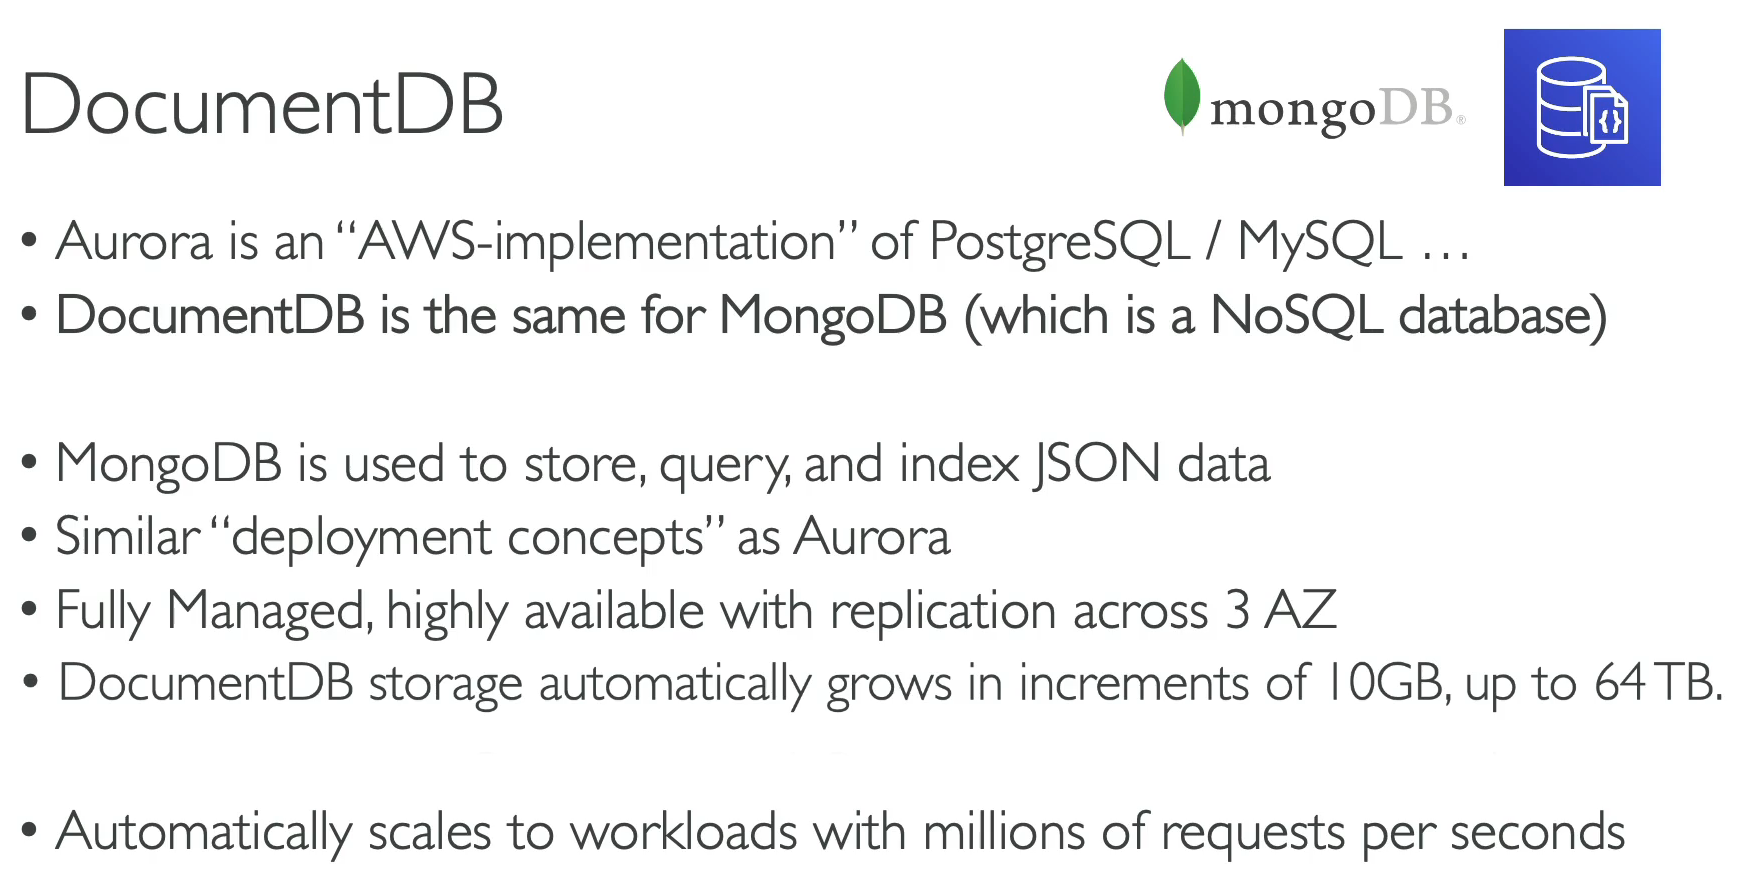 DocumentDB
mongoDB®
{}
• Aurora is an “AWS-implementation” of PostgreSQL / MySQL …
• DocumentDB is the same for MongoDB (which is a NoSQL database)
• MongoDB is used to store, query, and index JSON data
• Similar “deployment concepts” as Aurora
• Fully Managed, highly available with replication across 3 AZ
• DocumentDB storage automatically grows in increments of 10GB, up to 64 TB.
• Automatically scales to workloads with millions of requests per seconds